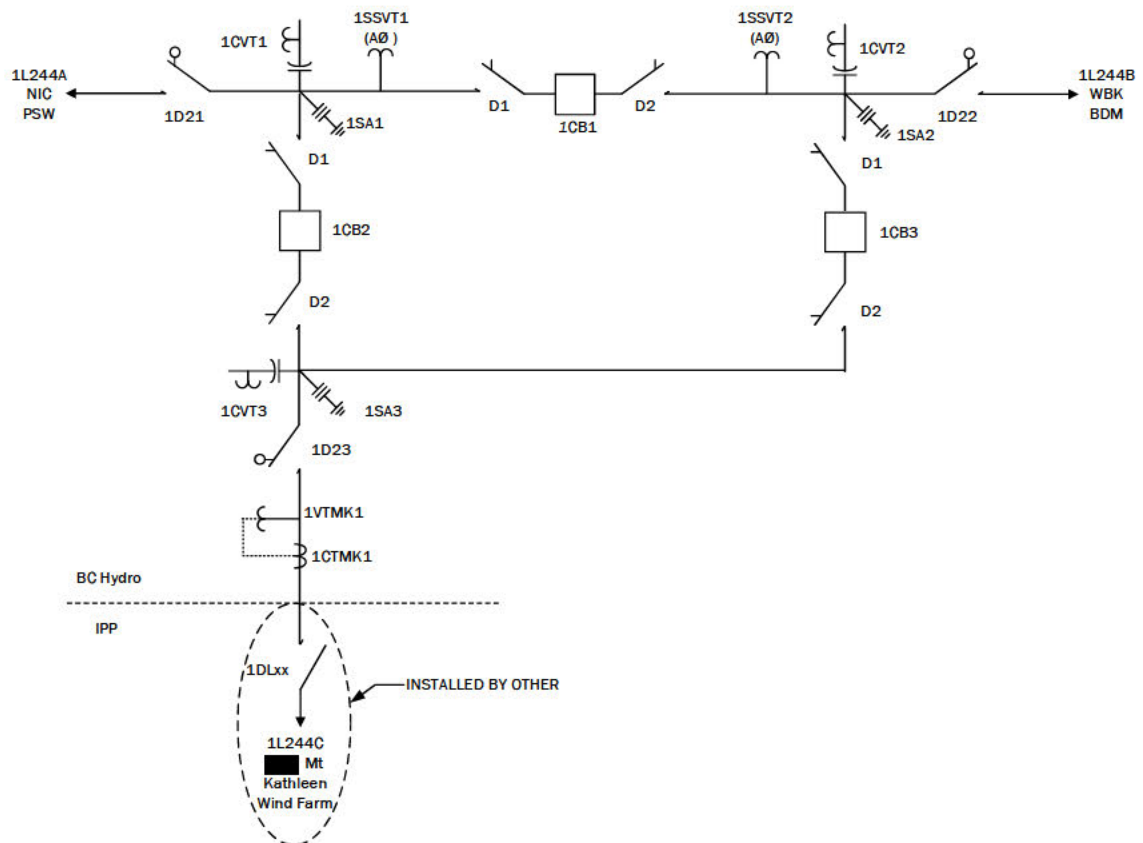 1SSVT1
(AØ )
1SSVT2
(AØ)
1CVT1
1CVT2
1L244A
NIC
PSW
1D21
1SA1
D1
1CB1
D2
1SA2
1D22
1L244B
WBK
BDM
D1
1CB2
D2
D1
1CB3
D2
1CVT3
1SA3
1D23
1VTMK1
1CTMK1
BC Hydro
IPP
1DLxx
INSTALLED BY OTHER
1L244C
Mt
Kathleen
Wind Farm